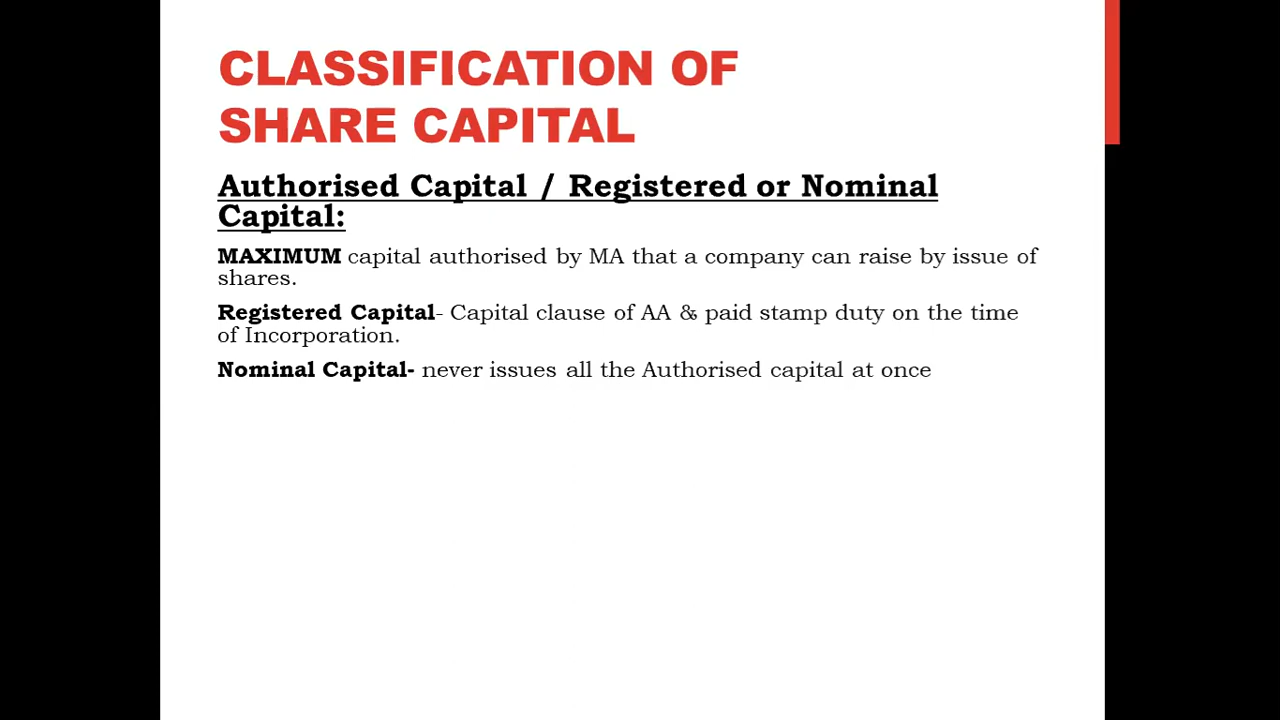 CLASSIFICATION OF
SHARE CAPITAL
Authorised Capital / Registered or Nominal
Capital:
MAXIMUM capital authorised by MA that a company can raise by issue of
shares.
Registered Capital- Capital clause of AA & paid stamp duty on the time
of Incorporation.
Nominal Capital- never issues all the Authorised capital at once